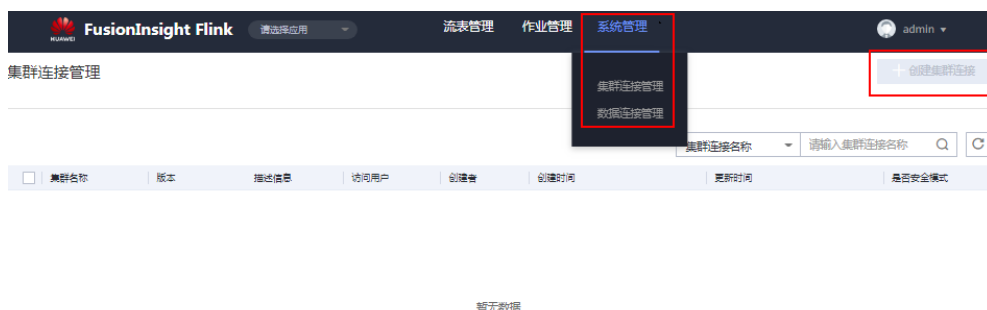 HUAWEI FusionInsight Flink 请选择应用 流表管理 作业管理 系统管理 admin
集群连接管理 创建集群连接
集群连接管理
数据连接管理
集群连接名称 请输入集群连接名称
集群名称 版本 描述信息 访问用户 创建者 创建时间 更新时间 是否安全模式
暂无数据